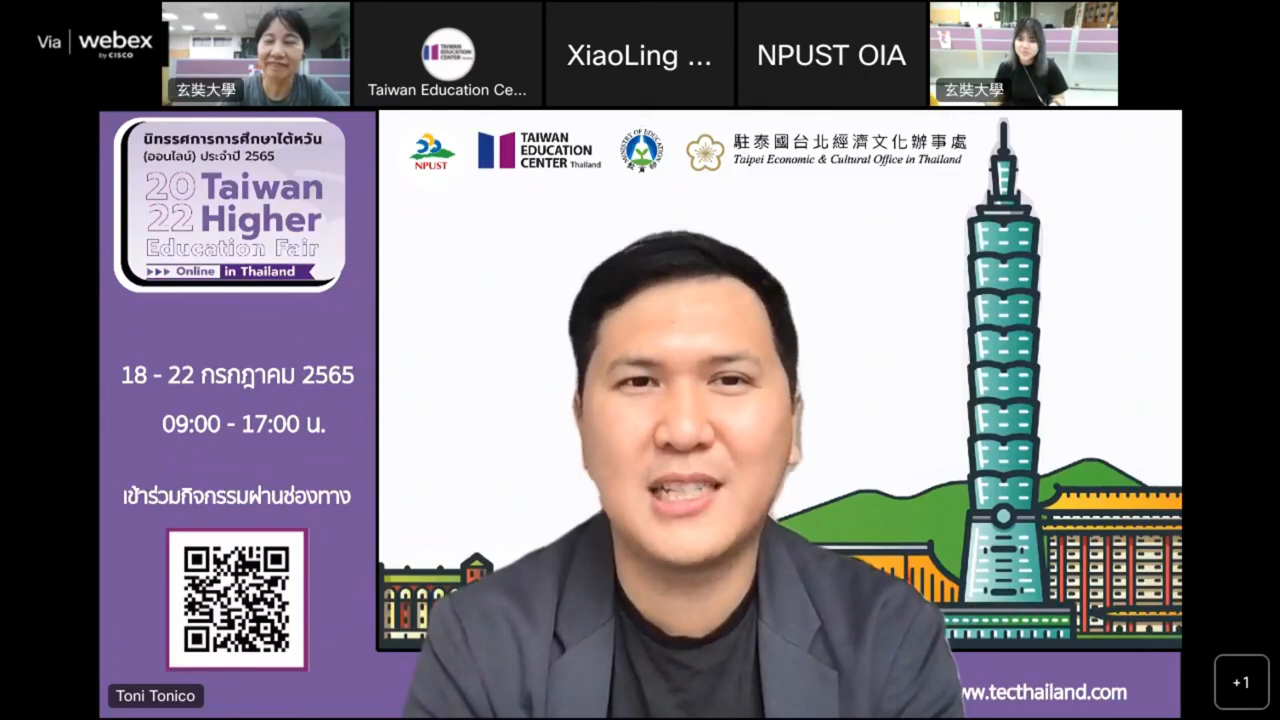 Via webex
by CISCO
玄奘大學
TAIWAN EDUCATION CENTER
Taiwan Education Ce...
XiaoLing ...
NPUST OIA
玄奘大學
นิทรรศการการศึกษาไต้หวัน
(ออนไลน์) ประจำปี 2565
20 Taiwan
22 Higher
Education Fair
Online in Thailand
18 - 22 กรกฎาคม 2565
09:00 - 17:00 น.
เข้าร่วมกิจกรรมผ่านช่องทาง
Toni Tonico
NPUST
TAIWAN
EDUCATION
CENTER Thailand
MINISTRY OF EDUCATION
駐泰國台北經濟文化辦事處
Taipei Economic & Cultural Office in Thailand
www.tecthailand.com
+1